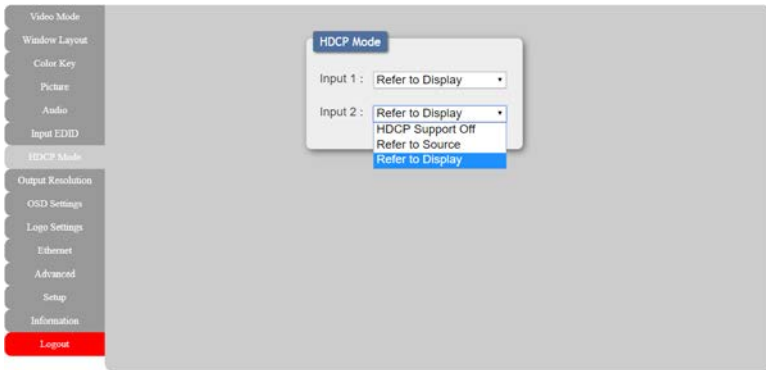 Video Mode
Window Layout
Color Key
Picture
Audio
Input EDID
HDCP Mode
Output Resolution
OSD Settings
Logo Settings
Ethernet
Advanced
Setup
Information
Logout
HDCP Mode
Input 1 : Refer to Display
Input 2 : Refer to Display
HDCP Support Off
Refer to Source
Refer to Display